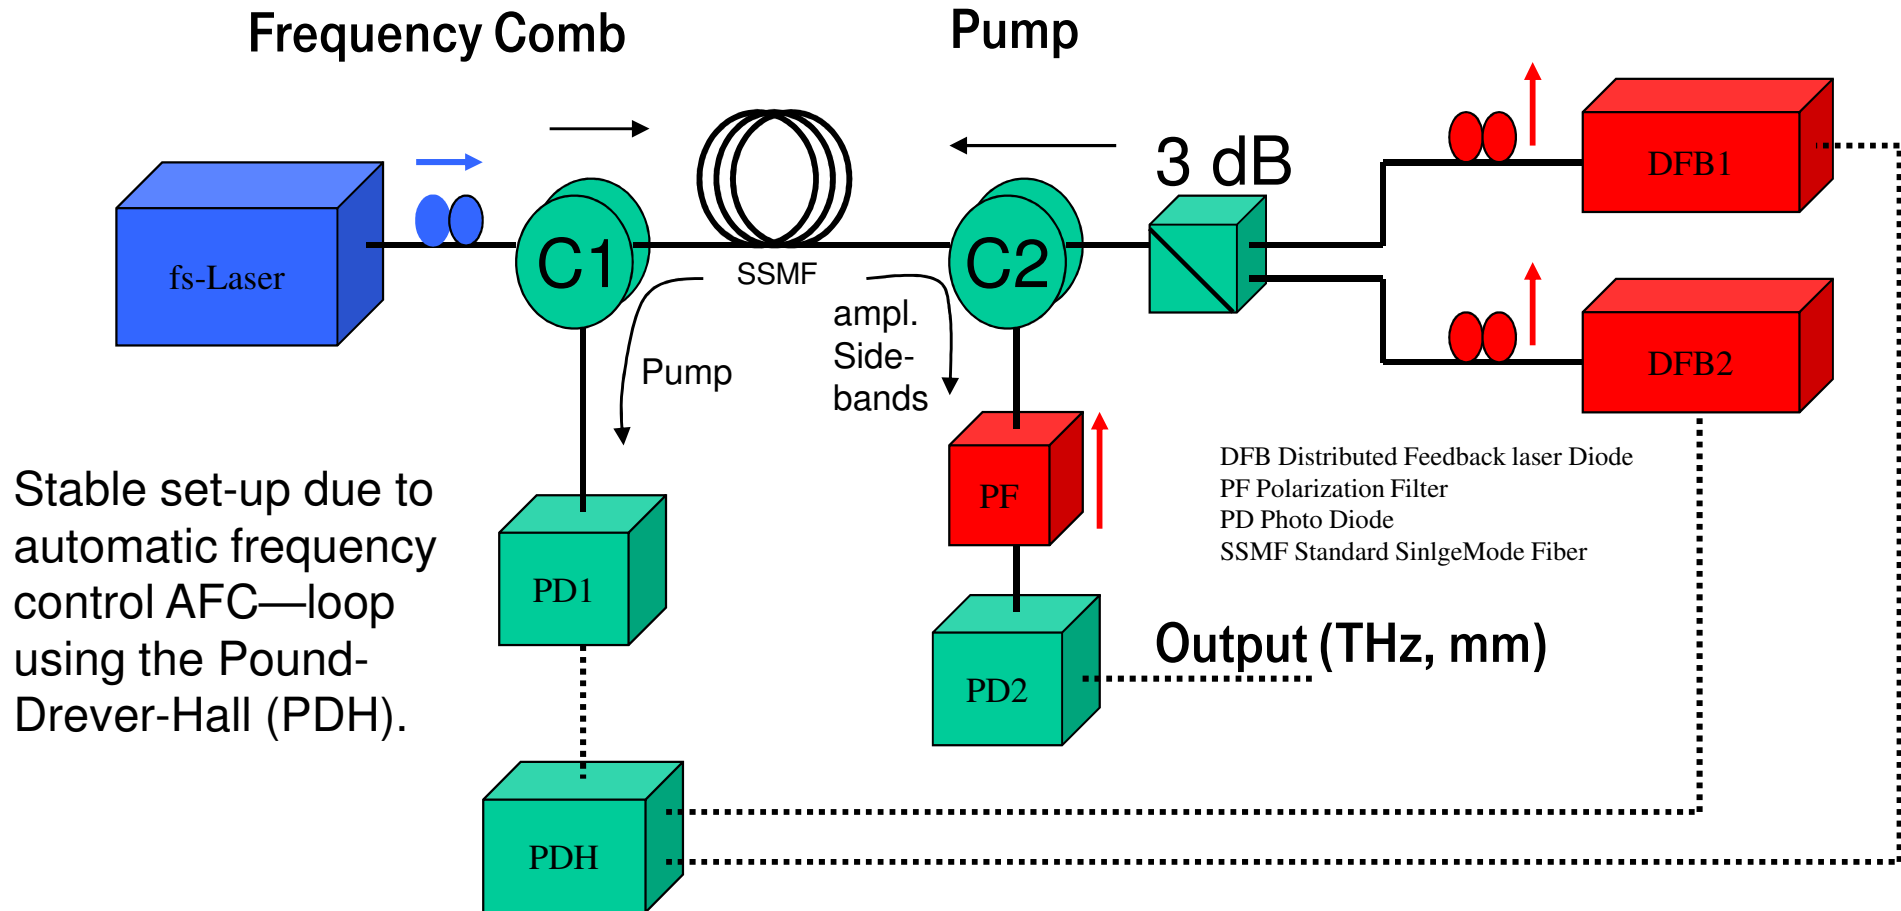 Frequency Comb
Pump
3 dB
DFB1
fs-Laser
C1
SSMF
C2
ampl.
Side-
bands
Pump
DFB2
Stable set-up due to
automatic frequency
control AFC—loop
using the Pound-
Drever-Hall (PDH).
PF
DFB Distributed Feedback laser Diode
PF Polarization Filter
PD Photo Diode
SSMF Standard SinlgeMode Fiber
PD1
Output (THz, mm)
PD2
PDH